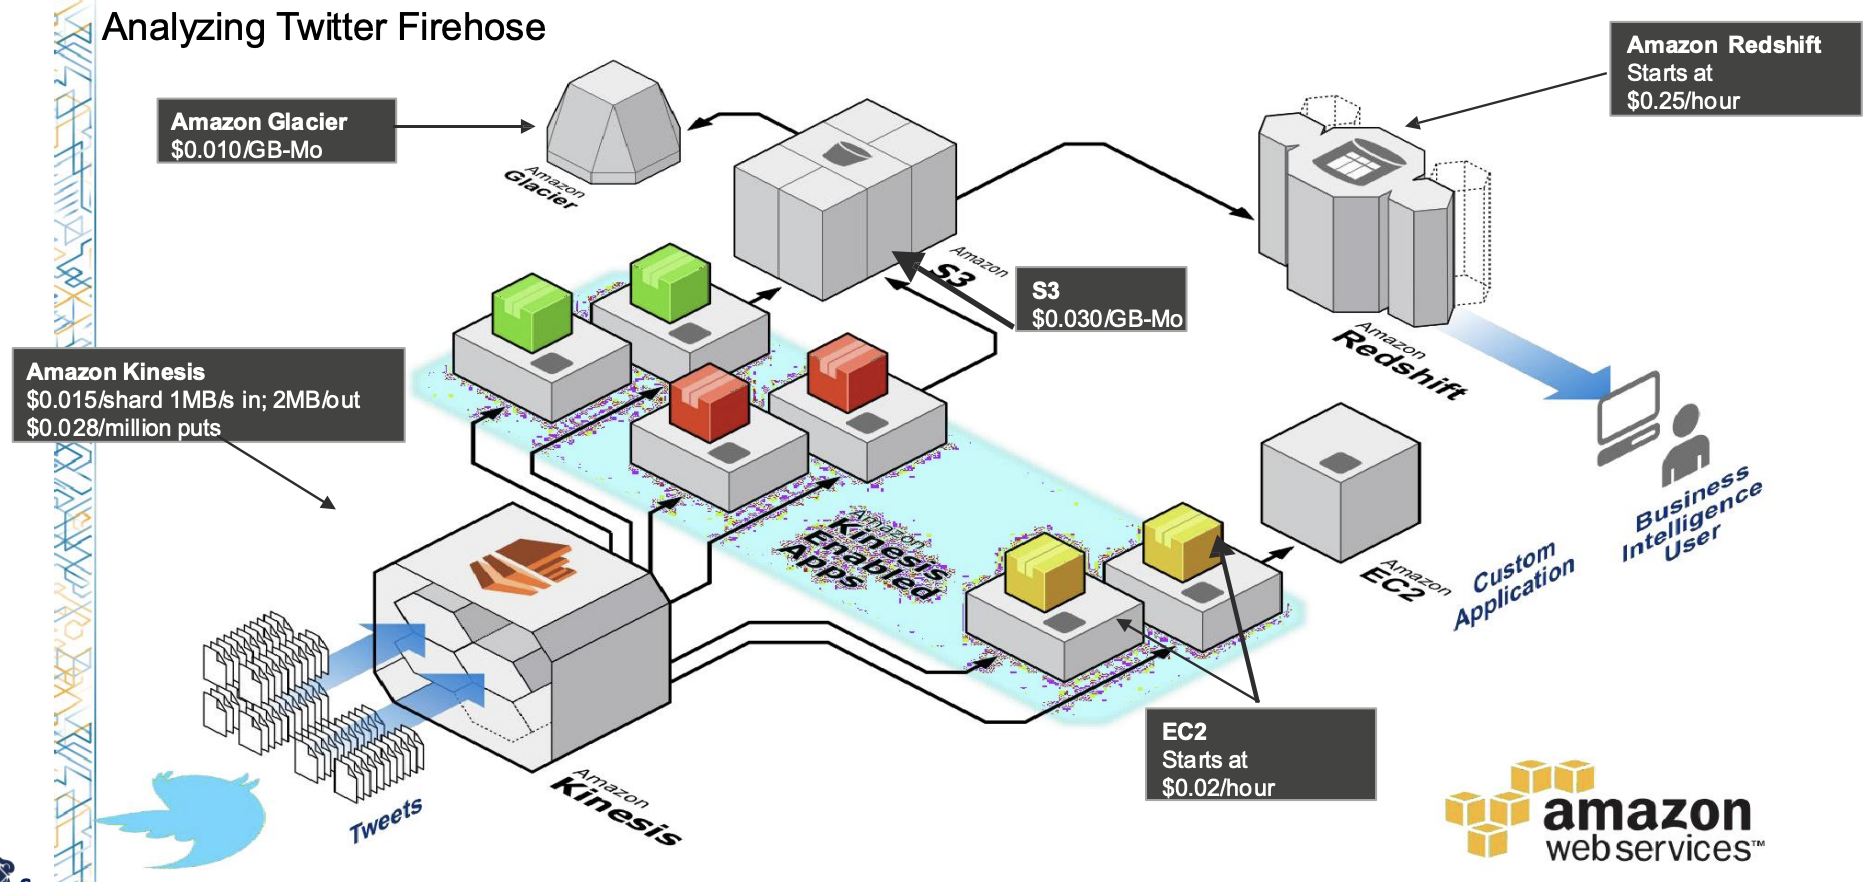 Analyzing Twitter Firehose
Amazon Redshift
Starts at
$0.25/hour
Amazon Glacier
$0.010/GB-Mo
Amazon
Glacier
Amazon
S3
S3
$0.030/GB-Mo
Amazon
Redshift
Amazon Kinesis
$0.015/shard 1MB/s in; 2MB/out
$0.028/million puts
Business
Intelligence
User
Amazon
Kinesis
Enabled
Apps
Amazon
EC2
Custom
Application
EC2
Starts at
$0.02/hour
Tweets
Amazon
Kinesis
amazon
web services™